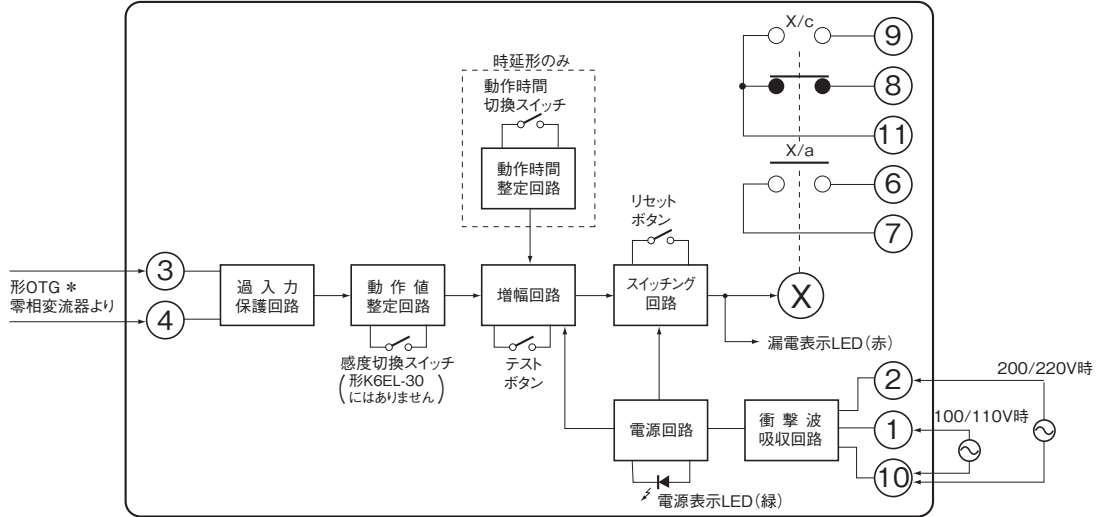 時延形のみ
動作時間
切換スイッチ
動作時間
整定回路
X/c
⑨
⑧
⑪
X/a
⑥
⑦
リセット
ボタン
形OTG＊
零相変流器より
③
④
過入力
保護回路
動作値
整定回路
感度切換スイッチ
(形K6EL-30
にはありません)
増幅回路
テスト
ボタン
スイッチング
回路
X
漏電表示LED（赤）
電源回路
電源表示LED（緑）
衝撃波
吸収回路
②
①
⑩
200/220V時
100/110V時